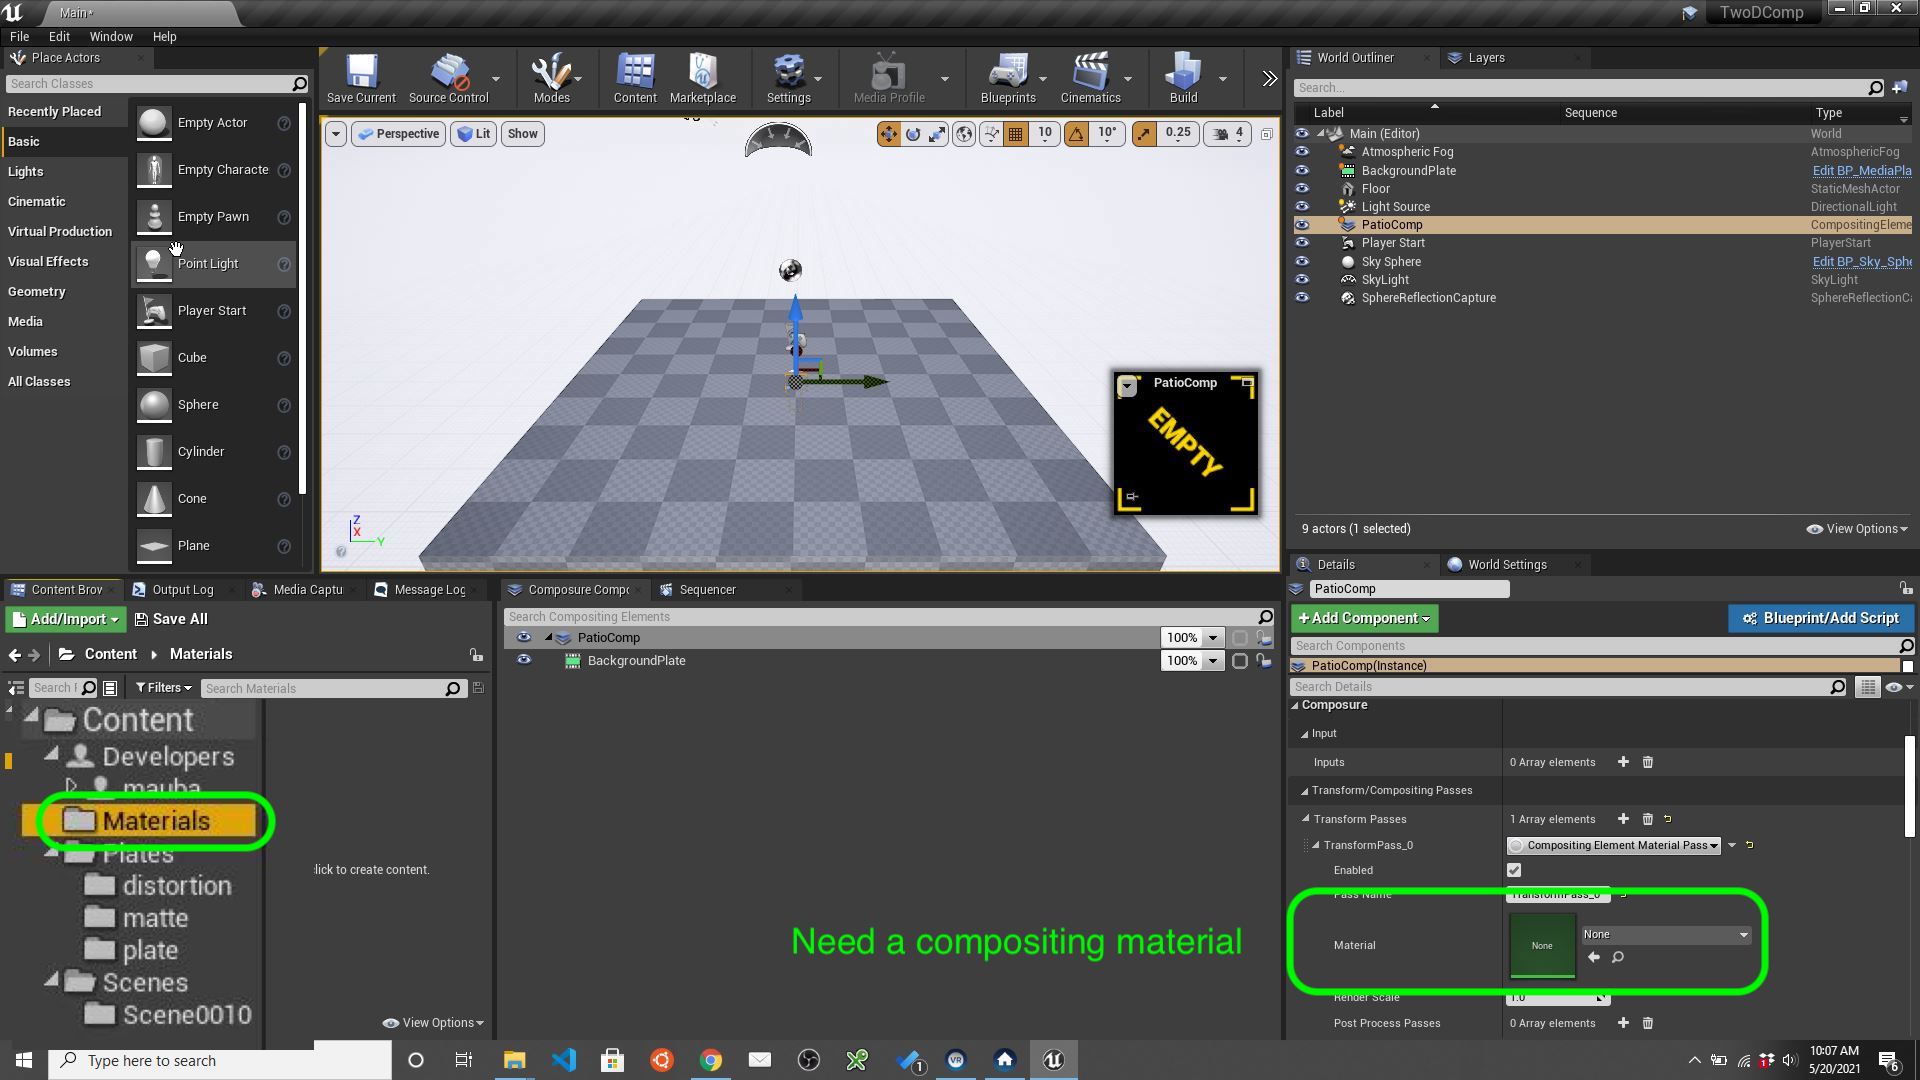 Main*
TwoDComp
File Edit Window Help
Place Actors
Search Classes
Recently Placed
Basic
Lights
Cinematic
Virtual Production
Visual Effects
Geometry
Media
Volumes
All Classes
Empty Actor
Empty Characte
Empty Pawn
Point Light
Player Start
Cube
Sphere
Cylinder
Cone
Plane
Save Current
Source Control
Modes
Content
Marketplace
Settings
Media Profile
Blueprints
Cinematics
Build
Perspective
Lit
Show
10
10°
0.25
4
PatioComp
EMPTY
Z
X
Y
World Outliner
Layers
Search...
Label Sequence Type
Main (Editor) World
Atmospheric Fog AtmosphericFog
BackgroundPlate Edit BP_MediaPla
Floor StaticMeshActor
Light Source DirectionalLight
PatioComp CompositingEleme
Player Start PlayerStart
Sky Sphere Edit BP_Sky_Sphe
SkyLight SkyLight
SphereReflectionCapture SphereReflectionC
9 actors (1 selected)
View Options
Content Brov
Output Log
Media Captu
Message Log
Add/Import
Save All
Content
Materials
Search F
Filters
Search Materials
Content
Developers
mauba
Materials
Plates
distortion
matte
plate
Scenes
Scene0010
click to create content.
View Options
Composure Compo
Sequencer
Search Compositing Elements
PatioComp 100%
BackgroundPlate 100%
Need a compositing material
Details
World Settings
PatioComp
+Add Component
Blueprint/Add Script
Search Components
PatioComp(Instance)
Search Details
Composure
Input
Inputs 0 Array elements
Transform/Compositing Passes
Transform Passes 1 Array elements
TransformPass_0 Compositing Element Material Pass
Enabled
Pass Name TransformPass_0
Material None None
Render Scale 1.0
Post Process Passes 0 Array elements
Type here to search
1
VR
1
10:07 AM
5/20/2021
6